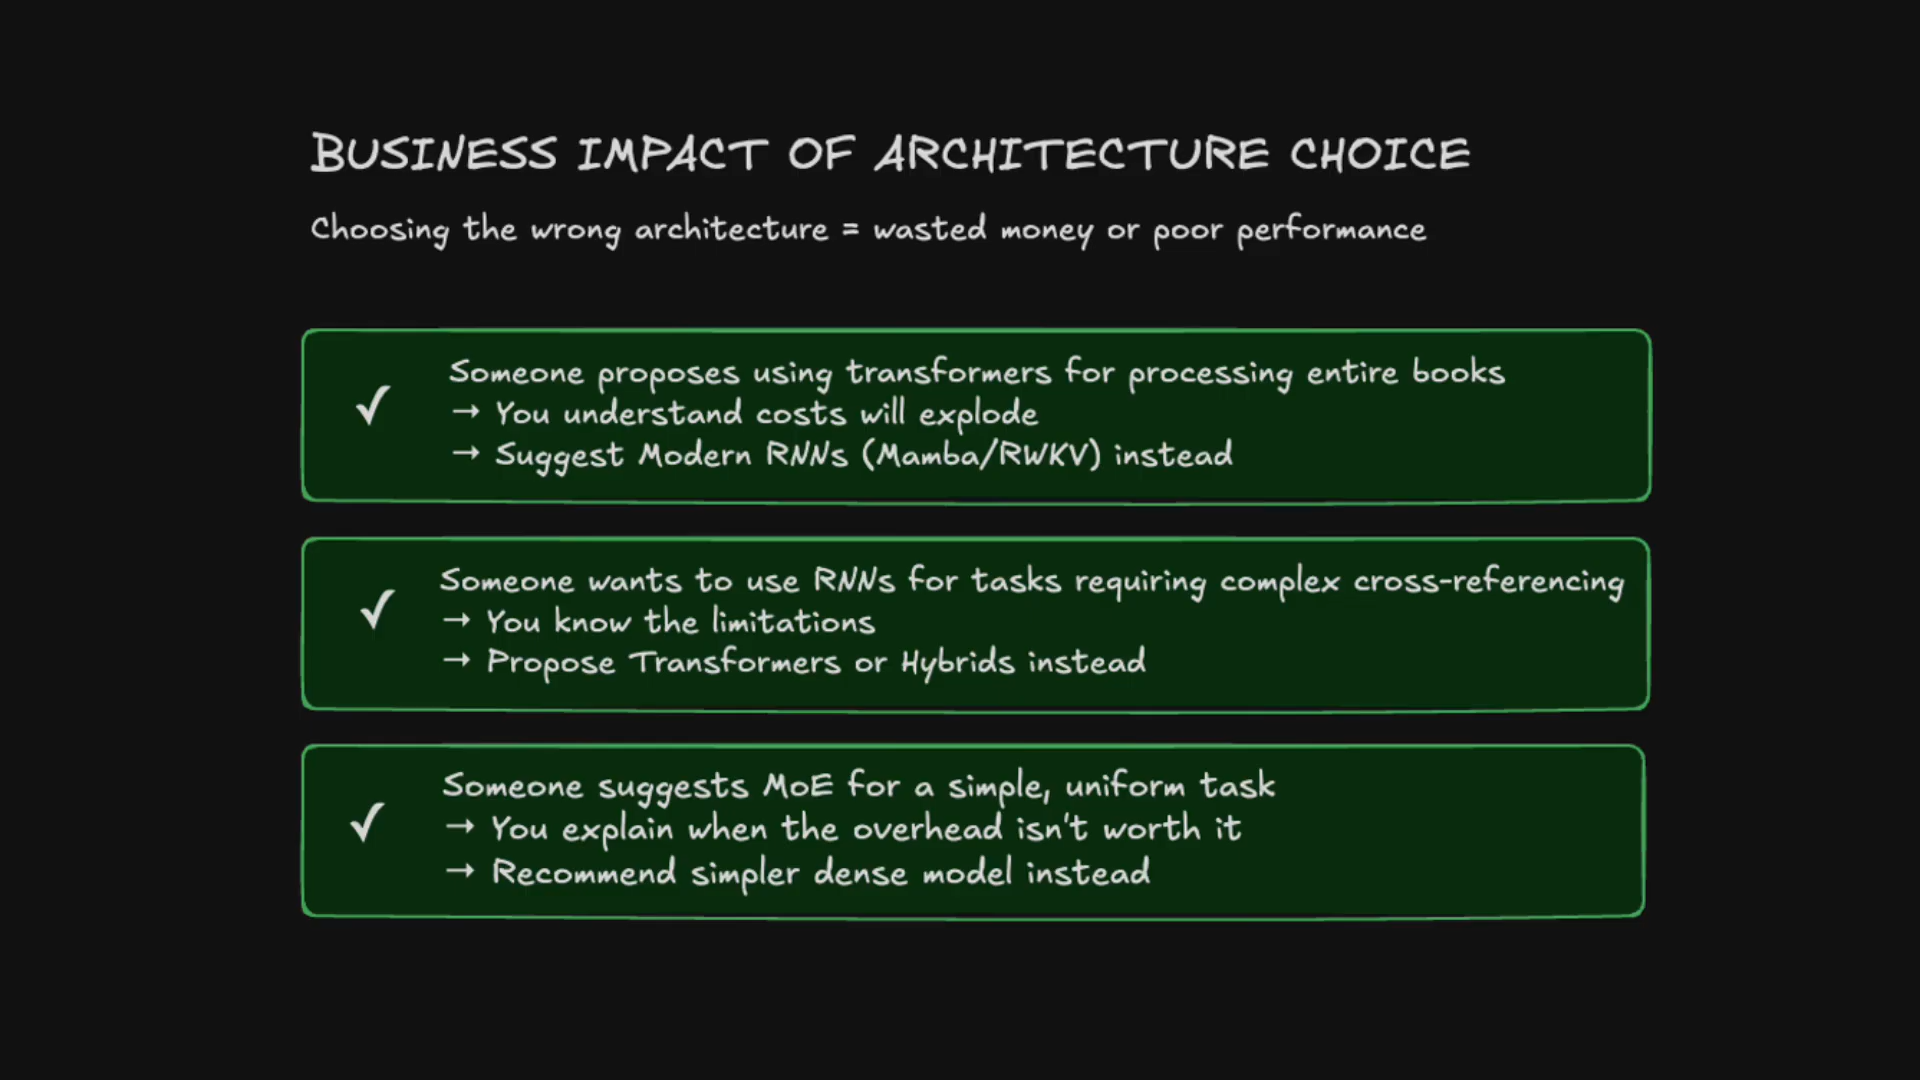 BUSINESS IMPACT OF ARCHITECTURE CHOICE
Choosing the wrong architecture = wasted money or poor performance
✓
Someone proposes using transformers for processing entire books
→ You understand costs will explode
→ Suggest Modern RNNs (Mamba/RWKV) instead
✓
Someone wants to use RNNs for tasks requiring complex cross-referencing
→ You know the limitations
→ Propose Transformers or Hybrids instead
✓
Someone suggests MoE for a simple, uniform task
→ You explain when the overhead isn't worth it
→ Recommend simpler dense model instead